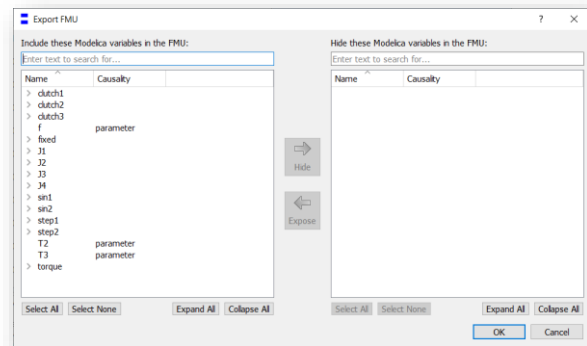 Export FMU
Include these Modelica variables in the FMU:
Enter text to search for...
Name Causality
clutch1
clutch2
clutch3
f parameter
fixed
J1
J2
J3
J4
sin1
sin2
step1
step2
T2 parameter
T3 parameter
torque
Select All Select None Expand All Collapse All
Hide
Expose
Hide these Modelica variables in the FMU:
Enter text to search for...
Name Causality
Select All Select None Expand All Collapse All
OK Cancel